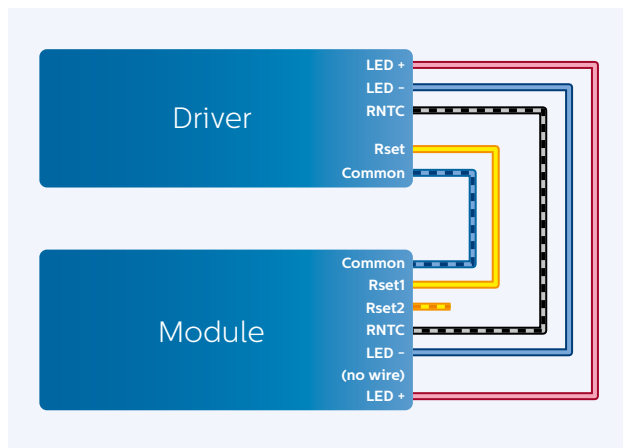 Driver
LED +
LED -
RNTC
Rset
Common
Module
Common
Rset1
Rset2
RNTC
LED -
(no wire)
LED +